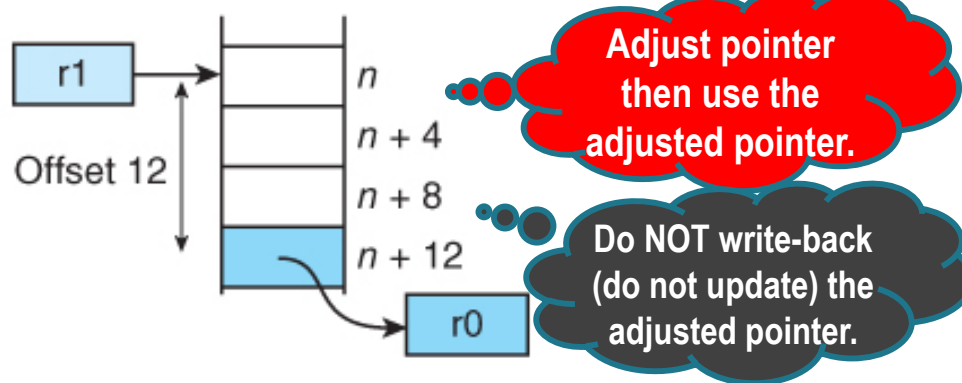 r1
Offset 12
n
n + 4
n + 8
n + 12
r0
Adjust pointer
then use the
adjusted pointer.
Do NOT write-back
(do not update) the
adjusted pointer.